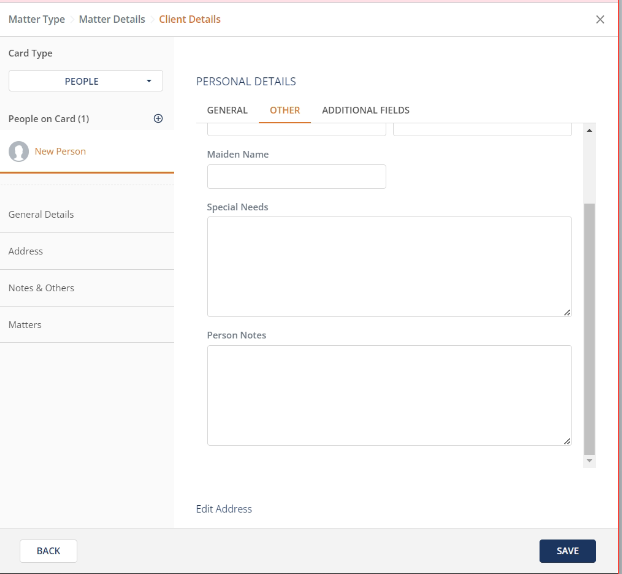 Matter Type Matter Details Client Details
Card Type
PEOPLE
People on Card (1)
New Person
General Details
Address
Notes & Others
Matters
PERSONAL DETAILS
GENERAL OTHER ADDITIONAL FIELDS
Maiden Name
Special Needs
Person Notes
Edit Address
BACK SAVE